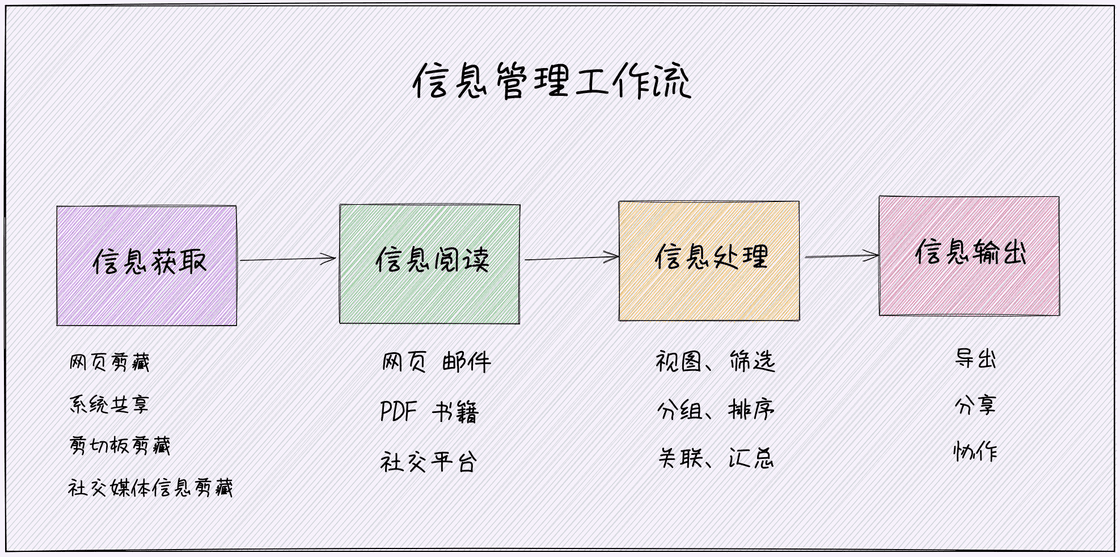 信息管理工作流
信息获取
网页剪藏
系统共享
剪切板剪藏
社交媒体信息剪藏
信息阅读
网页 邮件
PDF 书籍
社交平台
信息处理
视图、筛选
分组、排序
关联、汇总
信息输出
导出
分享
协作